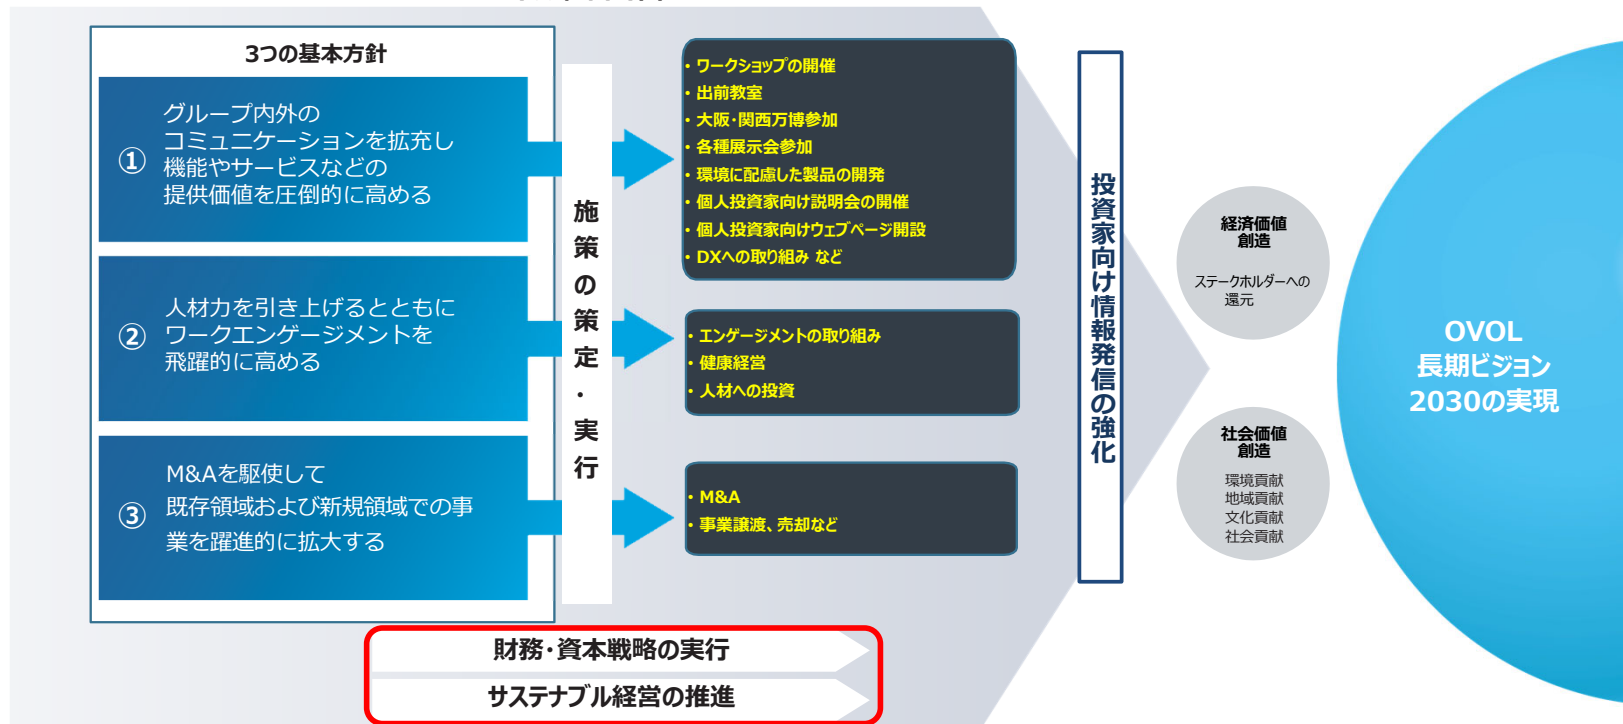 3つの基本方針
①
グループ内外の
コミュニケーションを拡充し
機能やサービスなどの
提供価値を圧倒的に高める
②
人材力を引き上げるとともに
ワークエンゲージメントを
飛躍的に高める
③
M&Aを駆使して
既存領域および新規領域での事
業を躍進的に拡大する
施策の策定・実行
・ワークショップの開催
・出前教室
・大阪・関西万博参加
・各種展示会参加
・環境に配慮した製品の開発
・個人投資家向け説明会の開催
・個人投資家向けウェブページ開設
・DXへの取り組み など
・エンゲージメントの取り組み
・健康経営
・人材への投資
・M&A
・事業譲渡、売却など
投資家向け情報発信の強化
経済価値
創造
ステークホルダーへの
還元
社会価値
創造
環境貢献
地域貢献
文化貢献
社会貢献
OVOL
長期ビジョン
2030の実現
財務・資本戦略の実行
サステナブル経営の推進